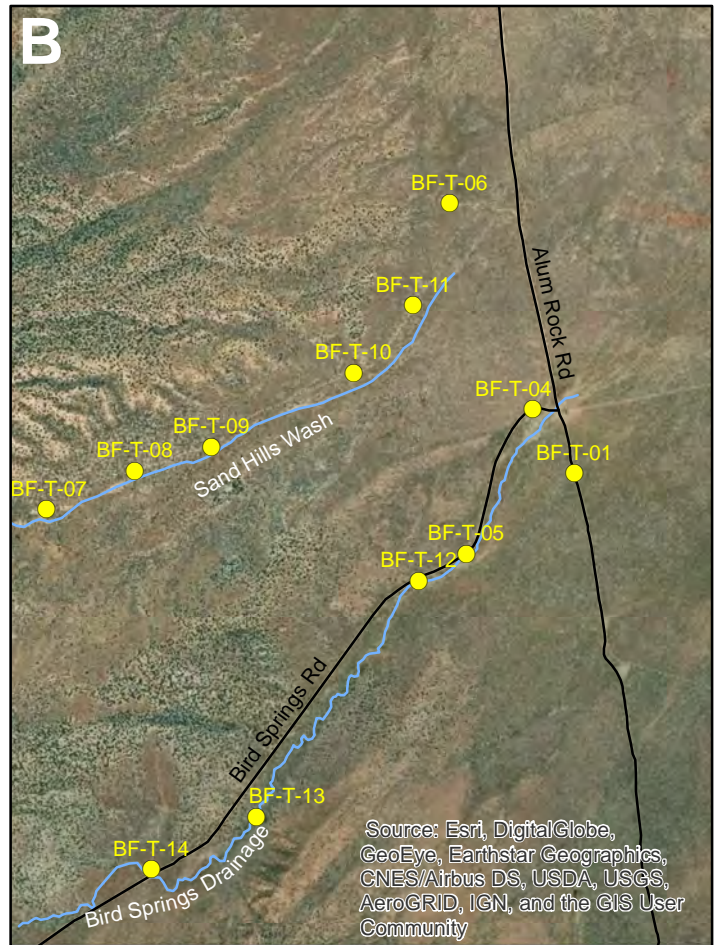 B
BF-T-06
Alum Rock Rd
BF-T-11
BF-T-10
BF-T-04
BF-T-09
BF-T-08
BF-T-01
Sand Hills Wash
BF-T-07
BF-T-05
BF-T-12
Bird Springs Rd
BF-T-13
BF-T-14
Bird Springs Drainage
Source: Esri, DigitalGlobe,
GeoEye, Earthstar Geographics,
CNES/Airbus DS, USDA, USGS,
AeroGRID, IGN, and the GIS User
Community